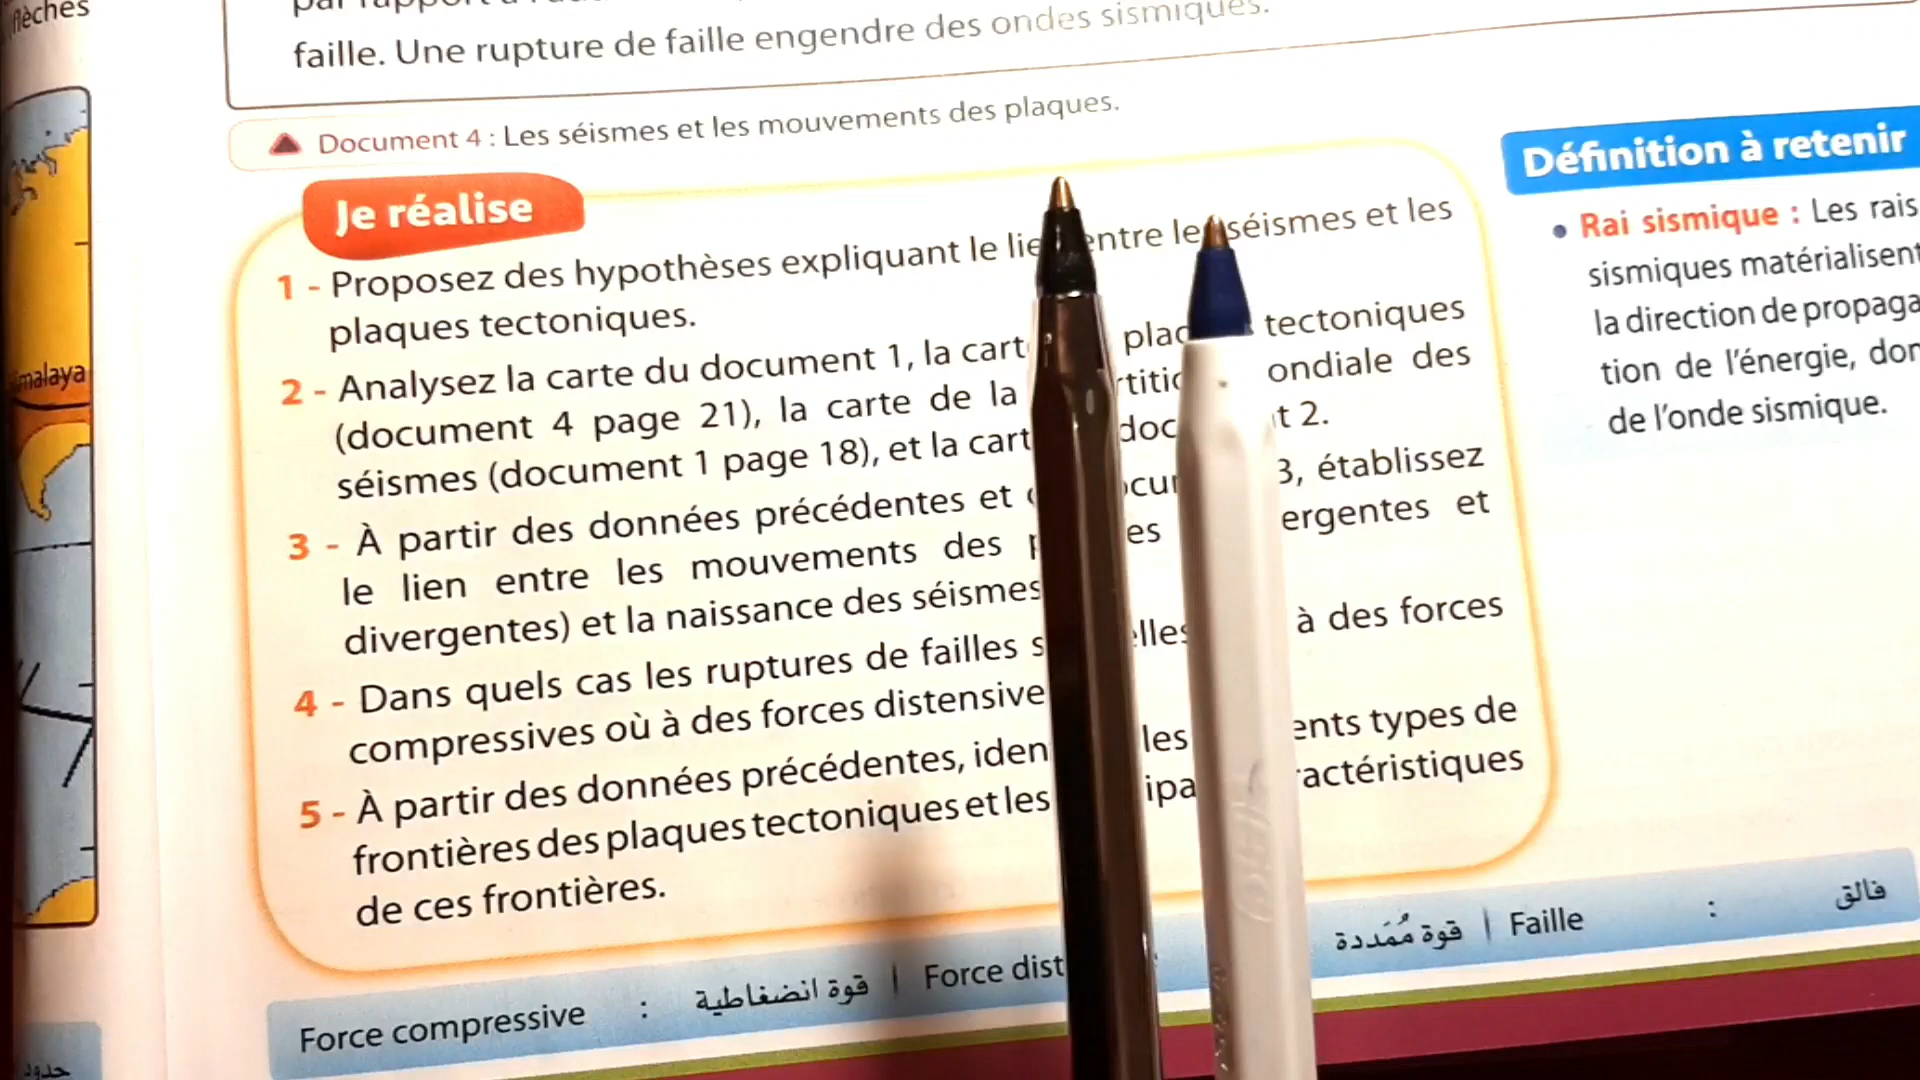 flèches
faille. Une rupture de faille engendre des ondes sismiques.
Document 4 : Les séismes et les mouvements des plaques.
Je réalise
1 - Proposez des hypothèses expliquant le lie entre les séismes et les
plaques tectoniques.
2 - Analysez la carte du document 1, la cart plac tectoniques
(document 4 page 21), la carte de la rtitio ondiale des
séismes (document 1 page 18), et la cart doc t 2.
3 - À partir des données précédentes et ocu 3, établissez
le lien entre les mouvements des es ergentes et
divergentes) et la naissance des séismes
4 - Dans quels cas les ruptures de failles s elles à des forces
compressives où à des forces distensive
5 - À partir des données précédentes, iden les ents types de
frontières des plaques tectoniques et les ipa actéristiques
de ces frontières.
Force compressive : قوة انضغاطية | Force dist قوة مُمَددة | Faille : فالق
Définition à retenir
• Rai sismique : Les rais
sismiques matérialisent
la direction de propaga
tion de l'énergie, don
de l'onde sismique.
malaya
حدود